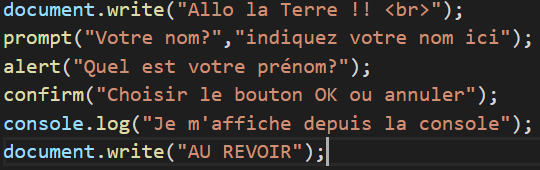 document.write("Allo la Terre !! <br>");
prompt("Votre nom?","indiquez votre nom ici");
alert("Quel est votre prénom?");
confirm("Choisir le bouton OK ou annuler");
console.log("Je m'affiche depuis la console");
document.write("AU REVOIR");